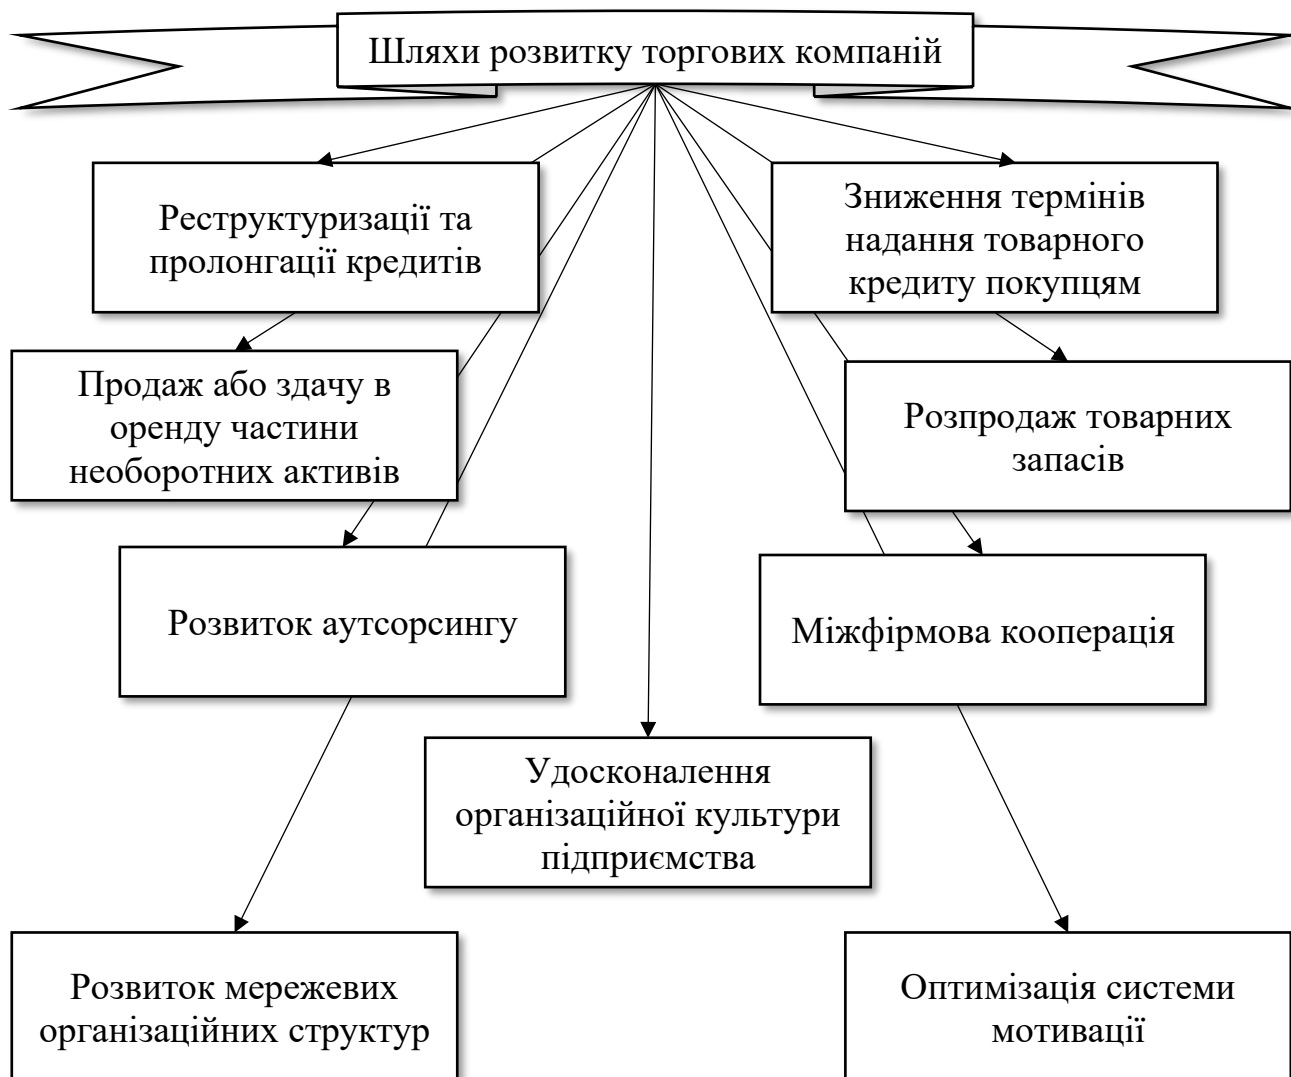 Шляхи розвитку торгових компаній
Реструктуризації та
пролонгації кредитів
Зниження термінів
надання товарного
кредиту покупцям
Продаж або здачу в
оренду частини
необоротних активів
Розпродаж товарних
запасів
Розвиток аутсорсингу
Міжфірмова кооперація
Удосконалення
організаційної культури
підприємства
Розвиток мережевих
організаційних структур
Оптимізація системи
мотивації